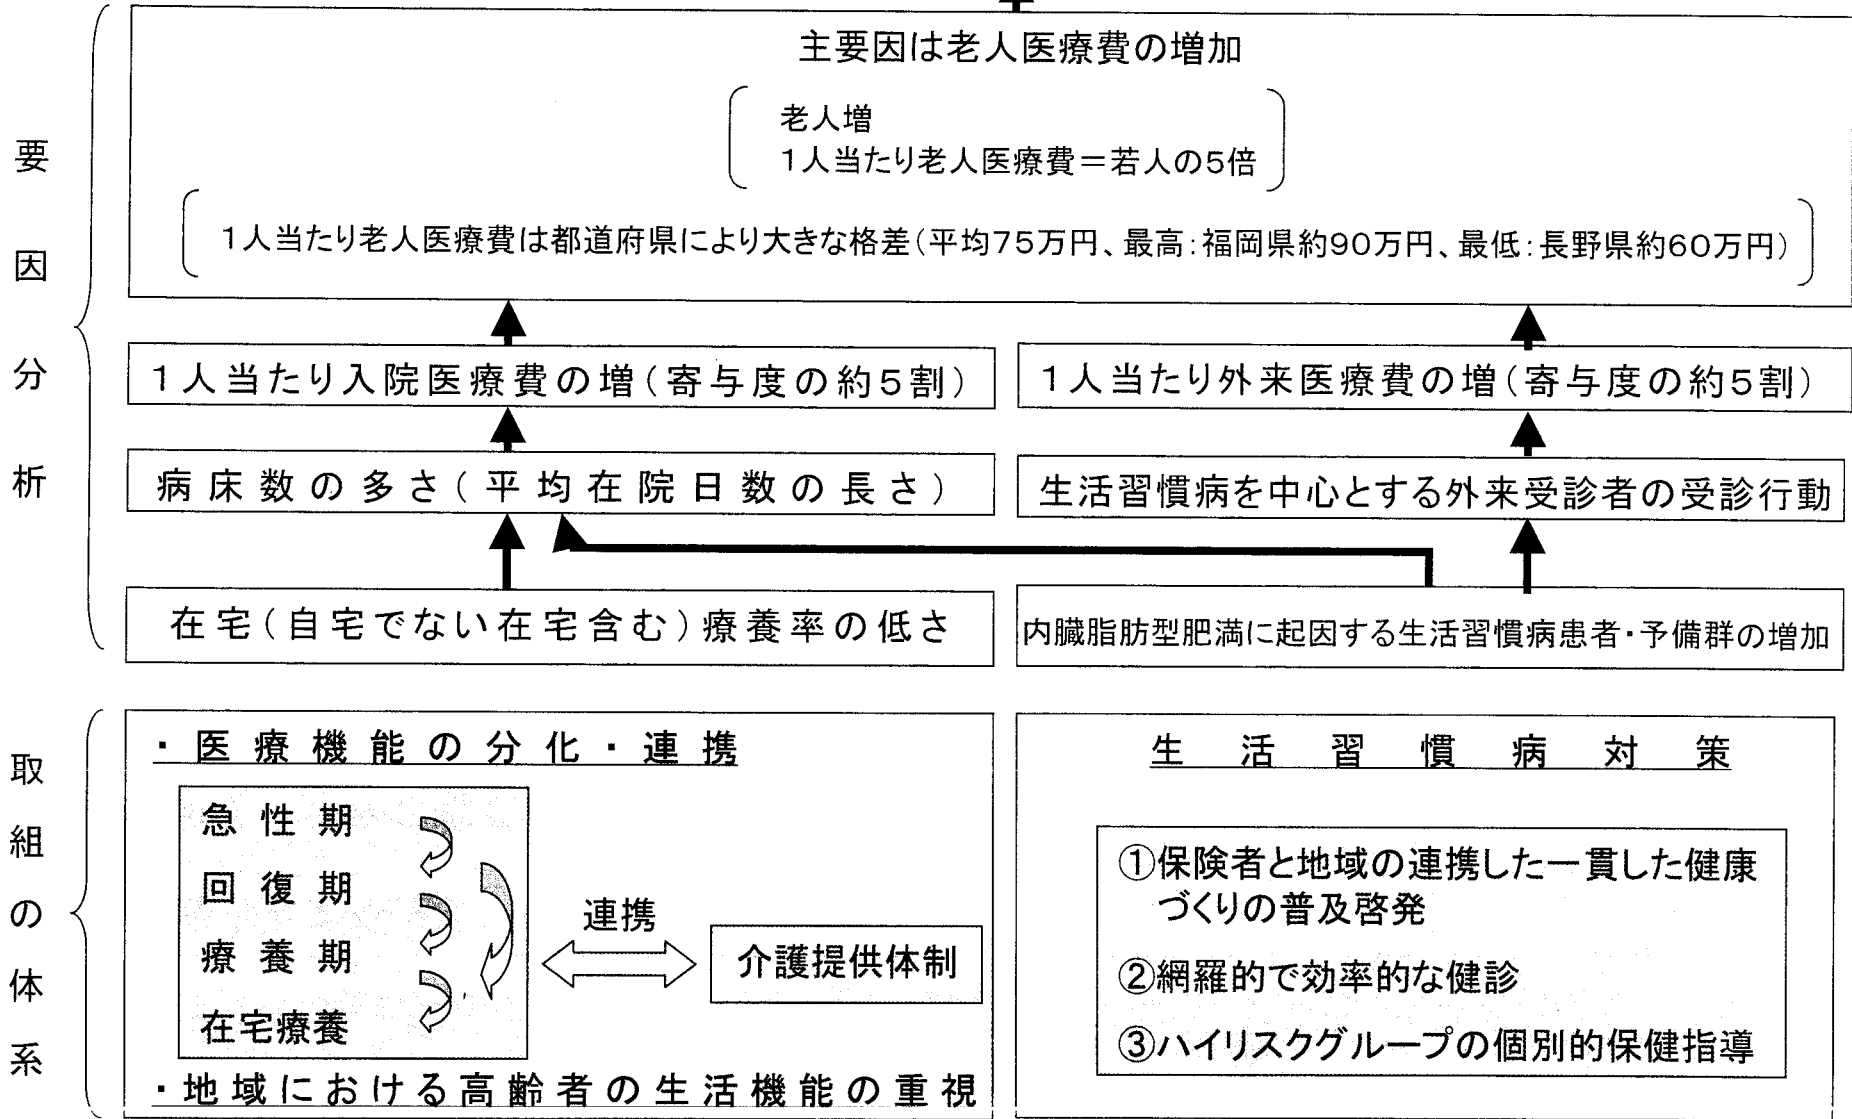 要因分析
主要因は老人医療費の増加
老人増
1人当たり老人医療費＝若人の5倍
1人当たり老人医療費は都道府県により大きな格差(平均75万円、最高:福岡県約90万円、最低:長野県約60万円)
1人当たり入院医療費の増(寄与度の約5割)
1人当たり外来医療費の増(寄与度の約5割)
病床数の多さ(平均在院日数の長さ)
生活習慣病を中心とする外来受診者の受診行動
在宅(自宅でない在宅含む)療養率の低さ
内臓脂肪型肥満に起因する生活習慣病患者・予備群の増加
取組の体系
・医療機能の分化・連携
急性期
回復期
療養期
在宅療養
連携
介護提供体制
・地域における高齢者の生活機能の重視
生活習慣病対策
①保険者と地域の連携した一貫した健康
づくりの普及啓発
②網羅的で効率的な健診
③ハイリスクグループの個別的保健指導